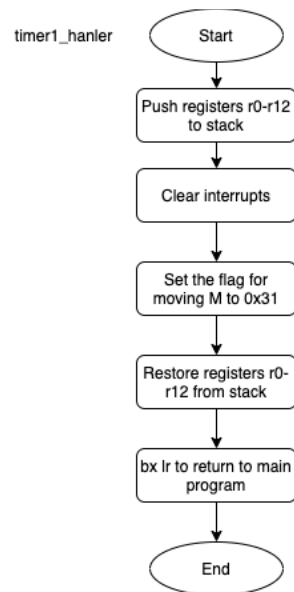 timer1_hanler
Start
Push registers r0-r12
to stack
Clear interrupts
Set the flag for
moving M to 0x31
Restore registers r0-
r12 from stack
bx lr to return to main
program
End